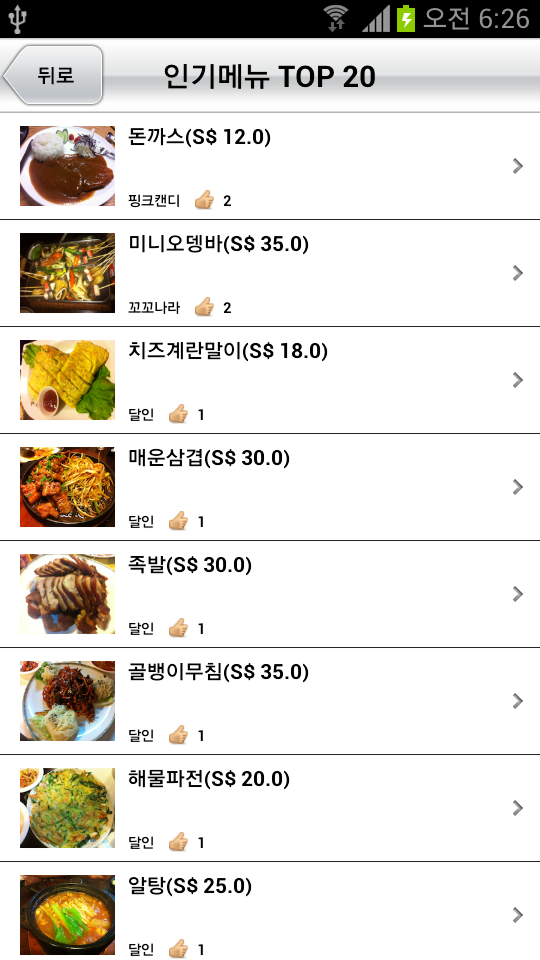 오전 6:26
뒤로
인기메뉴 TOP 20
돈까스(S$ 12.0)
핑크캔디 2
미니오뎅바(S$ 35.0)
꼬꼬나라 2
치즈계란말이(S$ 18.0)
달인 1
매운삼겹(S$ 30.0)
달인 1
족발(S$ 30.0)
달인 1
골뱅이무침(S$ 35.0)
달인 1
해물파전(S$ 20.0)
달인 1
알탕(S$ 25.0)
달인 1